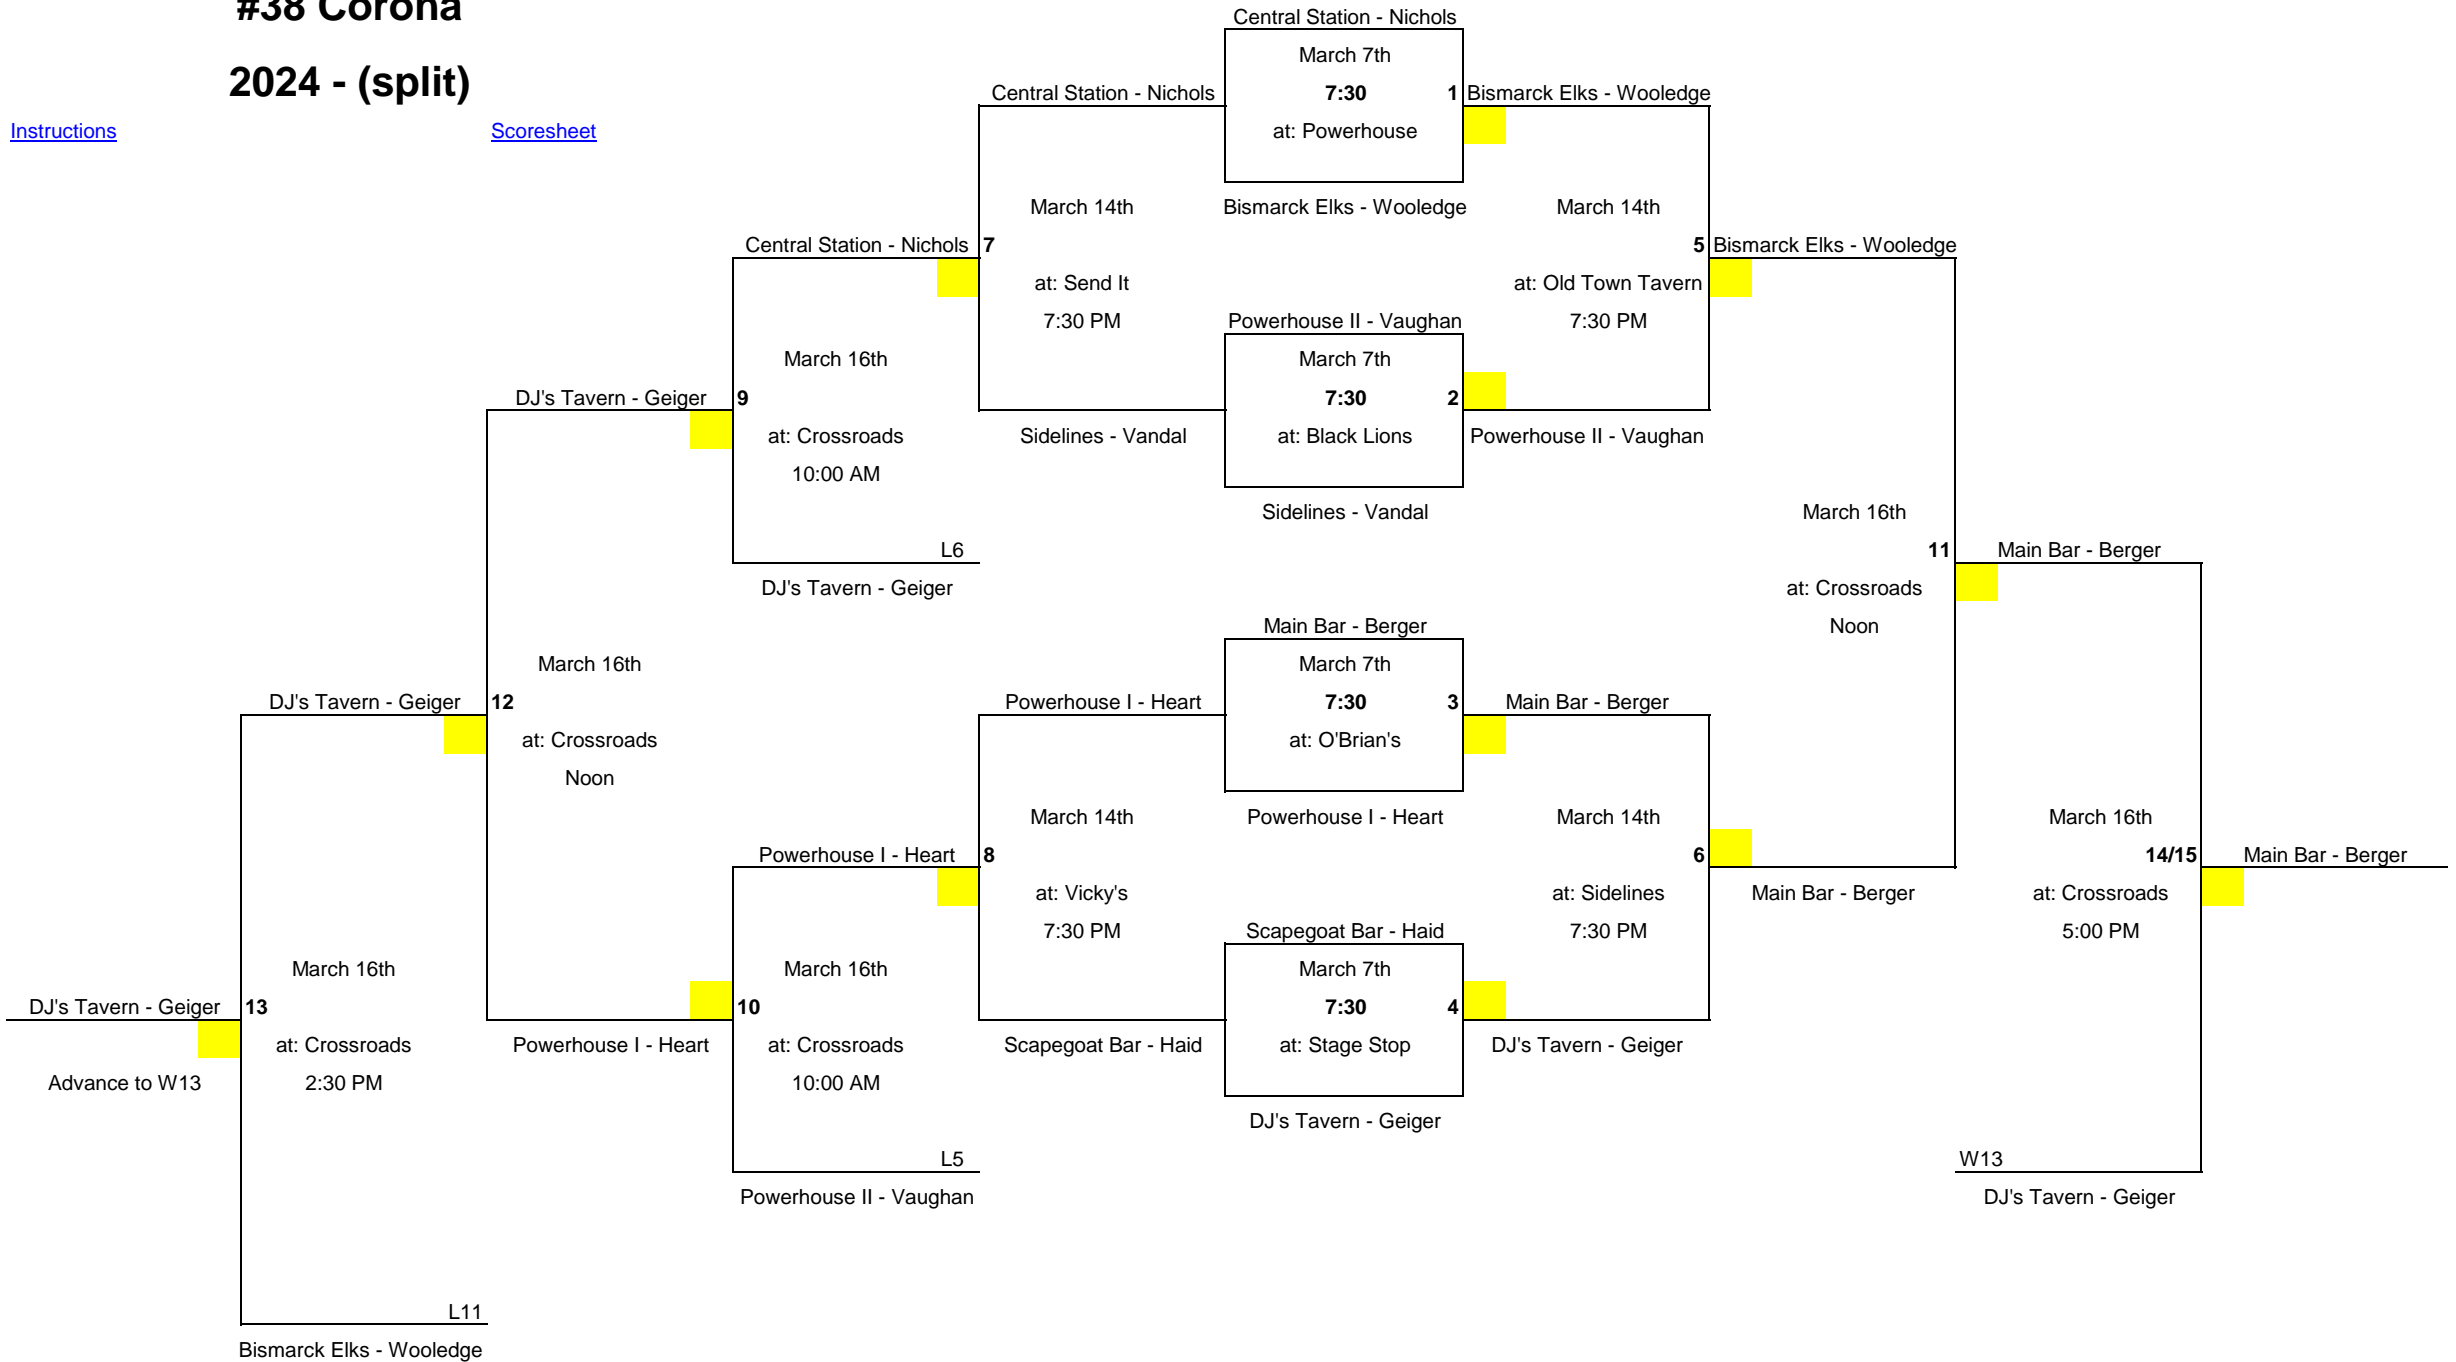 #38 Corona
2024 - (split)
Instructions
Scoresheet
Central Station - Nichols
March 7th
7:30
1
at: Powerhouse
Bismarck Elks - Wooledge
Central Station - Nichols
Bismarck Elks - Wooledge
March 14th
7
at: Send It
7:30 PM
March 14th
5
at: Old Town Tavern
7:30 PM
Central Station - Nichols
Bismarck Elks - Wooledge
Powerhouse II - Vaughan
March 7th
7:30
2
at: Black Lions
Sidelines - Vandal
Sidelines - Vandal
Powerhouse II - Vaughan
March 16th
9
at: Crossroads
10:00 AM
DJ's Tavern - Geiger
L6
DJ's Tavern - Geiger
March 16th
11
at: Crossroads
Noon
Main Bar - Berger
Main Bar - Berger
March 7th
7:30
3
at: O'Brian's
Powerhouse I - Heart
Powerhouse I - Heart
Main Bar - Berger
March 16th
12
at: Crossroads
Noon
DJ's Tavern - Geiger
March 14th
8
at: Vicky's
7:30 PM
March 14th
6
at: Sidelines
7:30 PM
Powerhouse I - Heart
Main Bar - Berger
March 16th
14/15
at: Crossroads
5:00 PM
Main Bar - Berger
Scapegoat Bar - Haid
March 7th
7:30
4
at: Stage Stop
DJ's Tavern - Geiger
Scapegoat Bar - Haid
DJ's Tavern - Geiger
March 16th
10
at: Crossroads
10:00 AM
Powerhouse I - Heart
L5
Powerhouse II - Vaughan
March 16th
13
at: Crossroads
2:30 PM
DJ's Tavern - Geiger
Advance to W13
W13
DJ's Tavern - Geiger
L11
Bismarck Elks - Wooledge